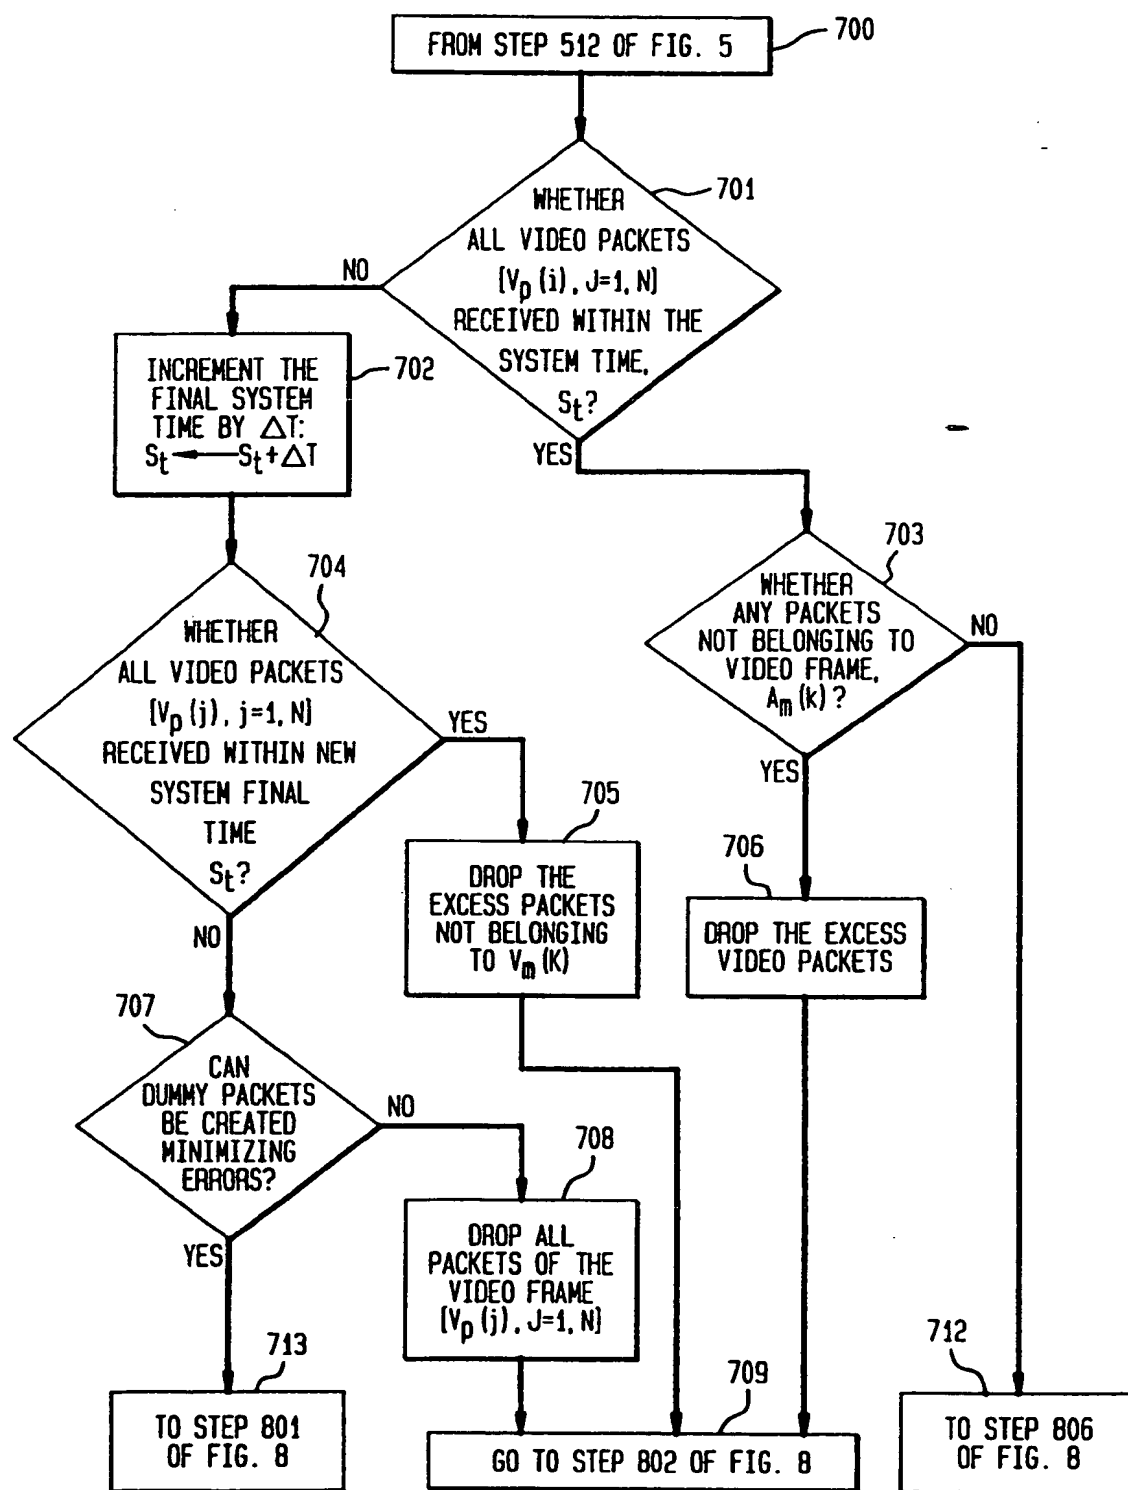 FROM STEP 512 OF FIG. 5
700
WHETHER
ALL VIDEO PACKETS
[Vp(i), J=1, N]
RECEIVED WITHIN THE
SYSTEM TIME,
St?
701
NO
YES
INCREMENT THE
FINAL SYSTEM
TIME BY ΔT:
St ← St+ΔT
702
WHETHER
ANY PACKETS
NOT BELONGING TO
VIDEO FRAME,
Am(k)?
703
NO
YES
704
WHETHER
ALL VIDEO PACKETS
[Vp(j), j=1, N]
RECEIVED WITHIN NEW
SYSTEM FINAL
TIME
St?
YES
NO
705
DROP THE
EXCESS PACKETS
NOT BELONGING
TO Vm(K)
706
DROP THE EXCESS
VIDEO PACKETS
707
CAN
DUMMY PACKETS
BE CREATED
MINIMIZING
ERRORS?
NO
YES
708
DROP ALL
PACKETS OF THE
VIDEO FRAME
[Vp(j), J=1, N]
713
TO STEP 801
OF FIG. 8
709
GO TO STEP 802 OF FIG. 8
712
TO STEP 806
OF FIG. 8